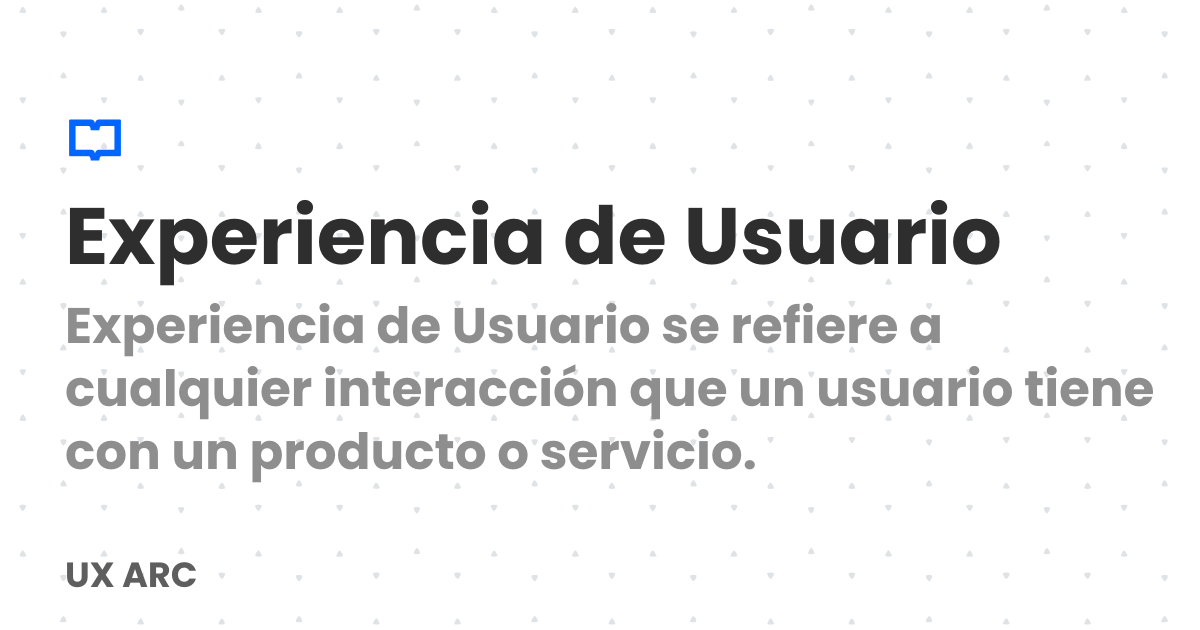 Experiencia de Usuario
Experiencia de Usuario se refiere a
cualquier interacción que un usuario tiene
con un producto o servicio.
UX ARC